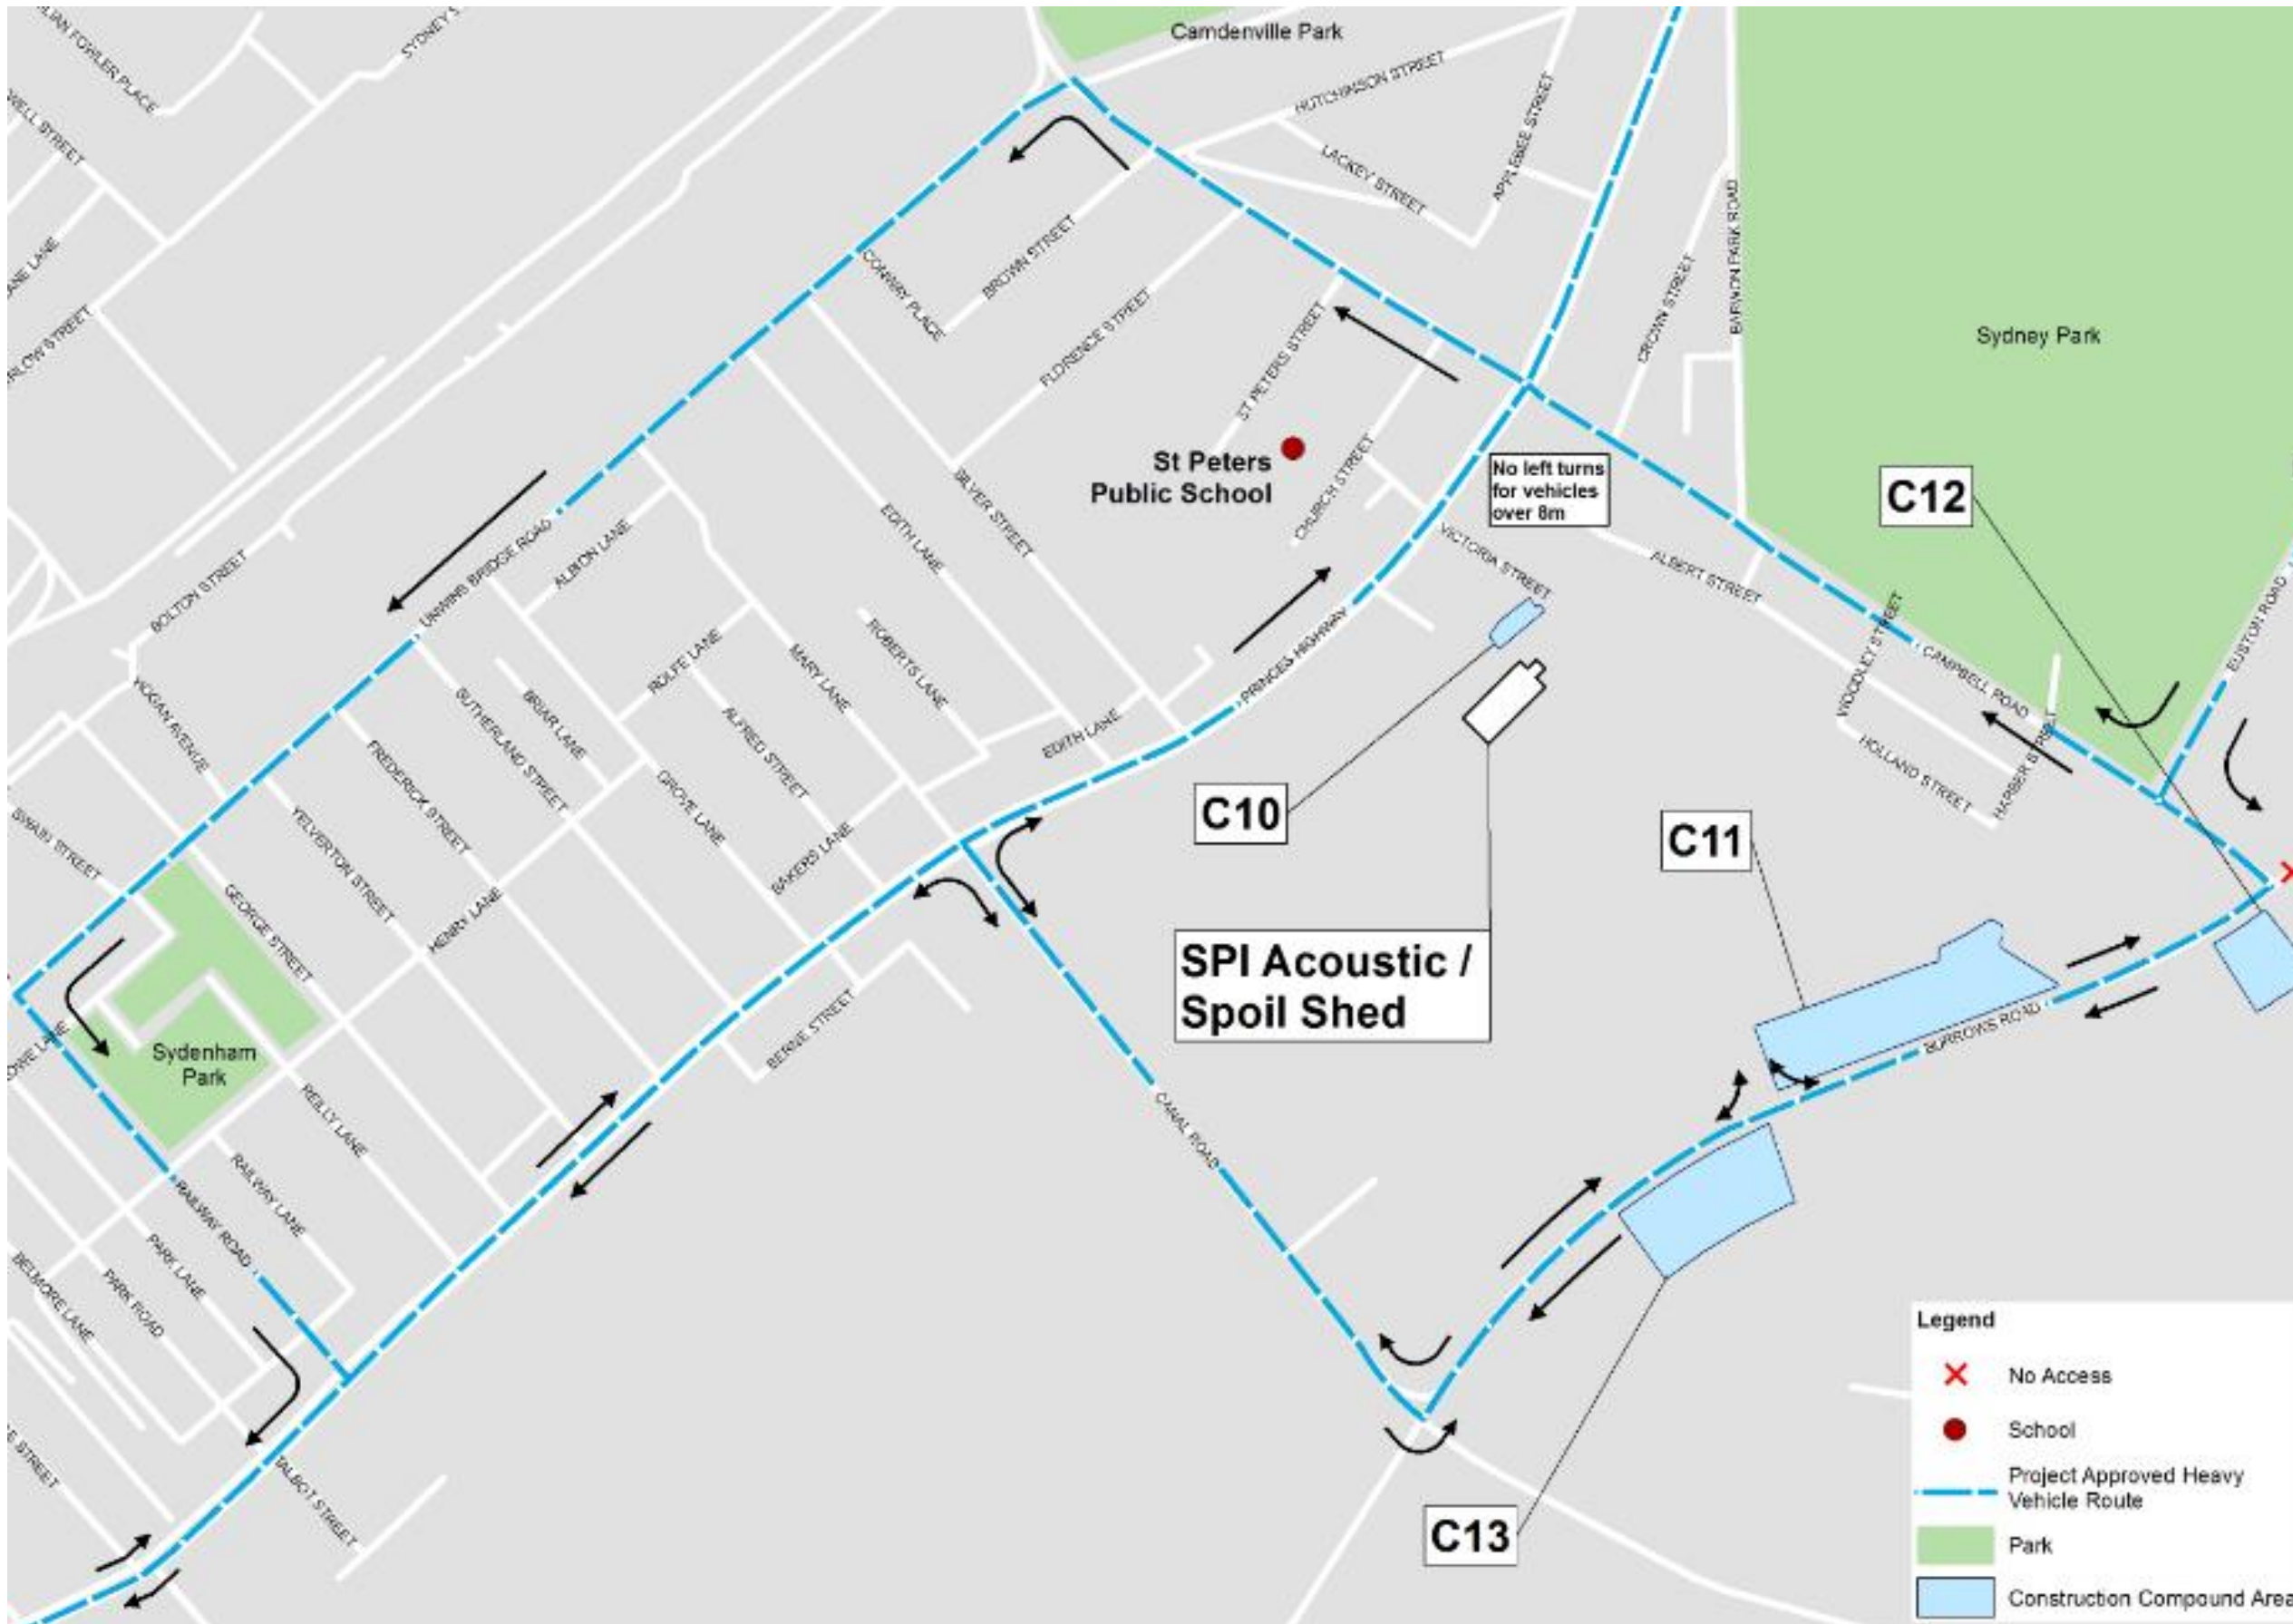 Camdenville Park
HUTCHINSON STREET
LACKEY STREET
APPLEBEE STREET
BARWON PARK ROAD
CROWN STREET
Sydney Park
CONWAY PLACE
BROWN STREET
FLORENCE STREET
ST PETERS STREET
St Peters
Public School
CHURCH STREET
No left turns
for vehicles
over 8m
C12
VICTORIA STREET
ALBERT STREET
WOODLEY STREET
CAMPBELL ROAD
EUSTON ROAD
HOLLAND STREET
HARBER STREET
SILVER STREET
EDITH LANE
UNWINS BRIDGE ROAD
ALBION LANE
BOLTON STREET
HOGAN AVENUE
ROLFE LANE
MARY LANE
ROBERTS LANE
PRINCES HIGHWAY
EDITH LANE
BRIAR LANE
SUTHERLAND STREET
ALFRED STREET
FREDERICK STREET
GROVE LANE
BAKERS LANE
C10
C11
SWAIN STREET
YELVERTON STREET
GEORGE STREET
HENRY LANE
SPI Acoustic /
Spoil Shed
BERNE STREET
BURROWS ROAD
Sydenham
Park
REILLY LANE
CANAL ROAD
RAILWAY LANE
RAILWAY ROAD
PARK LANE
PARK ROAD
BELMORE LANE
TALBOT STREET
C13
Legend
No Access
School
Project Approved Heavy
Vehicle Route
Park
Construction Compound Area